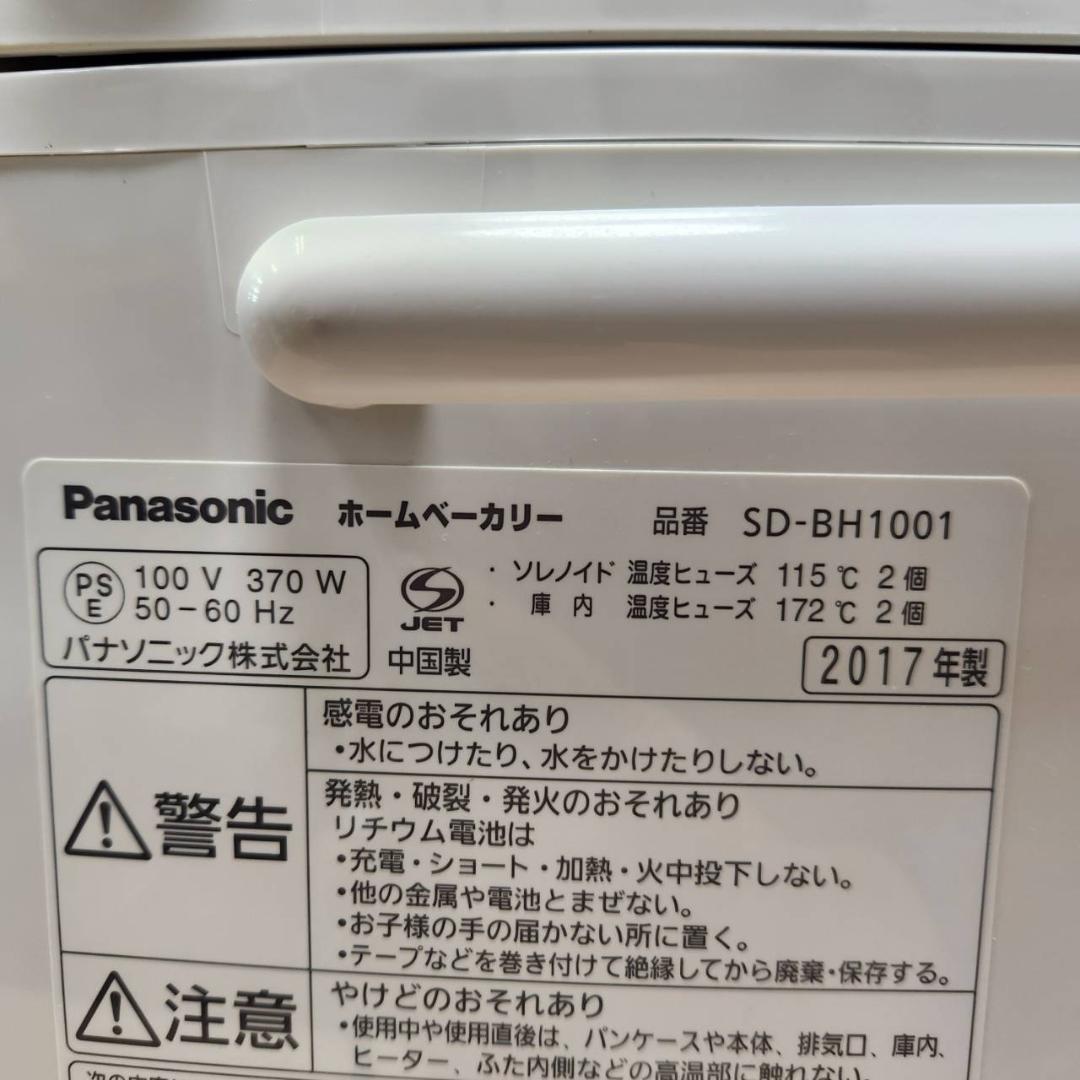 Panasonic ホームベーカリー 品番 SD-BH1001
PS E 100 V 370 W
50-60 Hz
パナソニック株式会社
JET
中国製
・ソレノイド 温度ヒューズ 115℃ 2個
・庫内 温度ヒューズ 172℃ 2個
2017年製
警告
感電のおそれあり
•水につけたり、水をかけたりしない。
発熱・破裂・発火のおそれあり
リチウム電池は
•充電・ショート・加熱・火中投下しない。
•他の金属や電池とまぜない。
•お子様の手の届かない所に置く。
•テープなどを巻き付けて絶縁してから廃棄・保存する。
注意
やけどのおそれあり
•使用中や使用直後は、パンケースや本体、排気口、庫内、
ヒーター、ふた内側などの高温部に触れない。